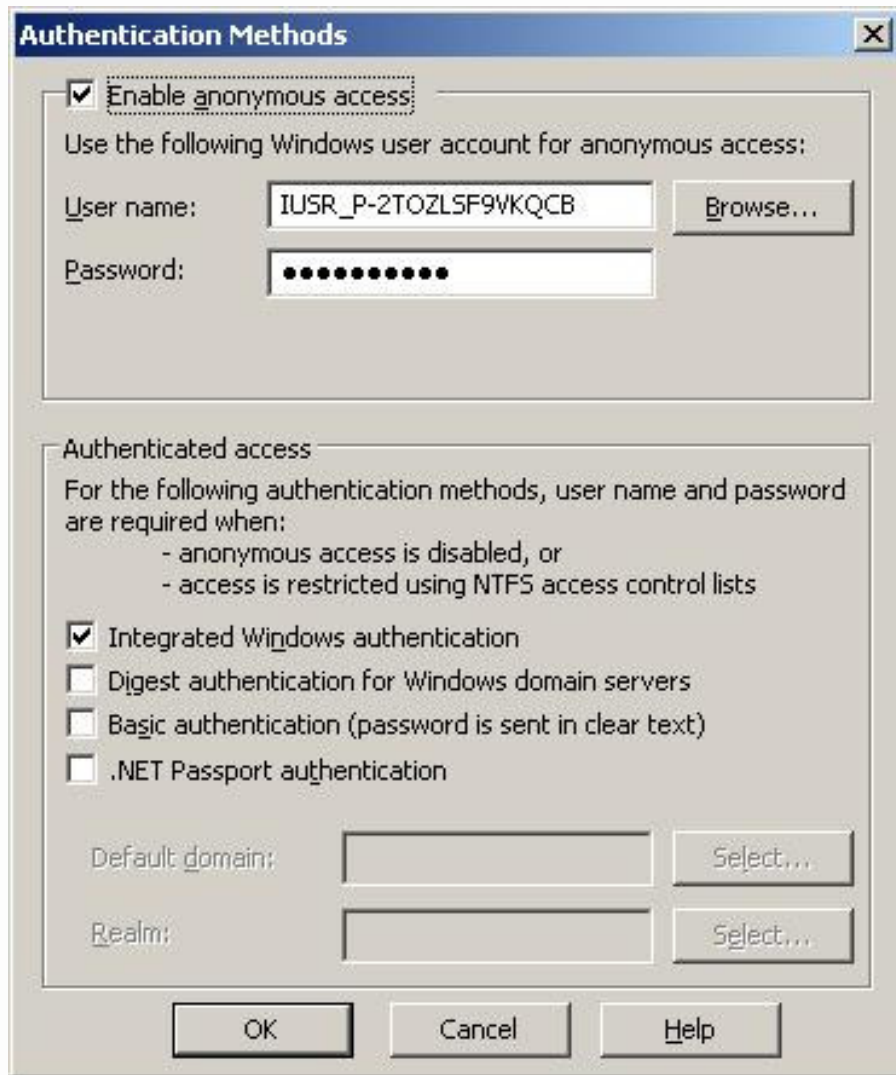 Authentication Methods
Enable anonymous access
Use the following Windows user account for anonymous access:
User name: IUSR_P-2TOZLSF9VKQCB Browse...
Password: ●●●●●●●●●●
Authenticated access
For the following authentication methods, user name and password
are required when:
- anonymous access is disabled, or
- access is restricted using NTFS access control lists
Integrated Windows authentication
Digest authentication for Windows domain servers
Basic authentication (password is sent in clear text)
.NET Passport authentication
Default domain: Select...
Realm: Select...
OK Cancel Help